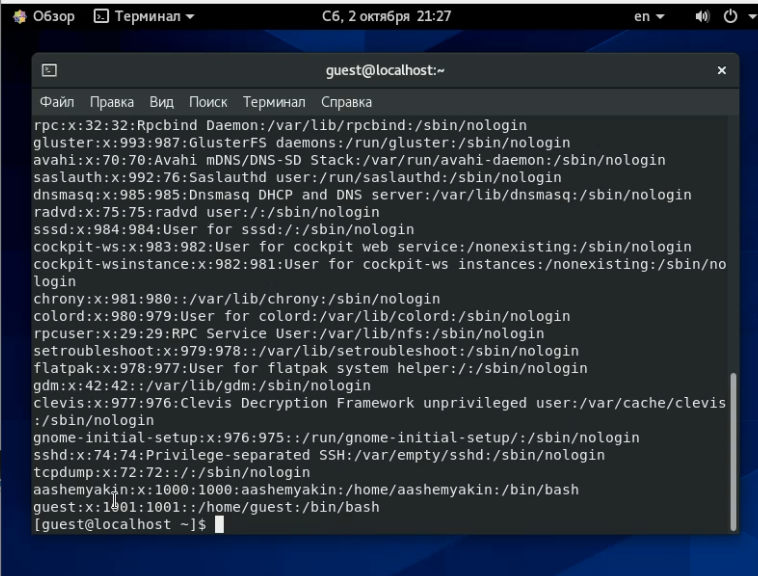 Обзор Терминал Сб, 2 октября 21:27 en
guest@localhost:~
Файл Правка Вид Поиск Терминал Справка
rpc:x:32:32:Rpcbind Daemon:/var/lib/rpcbind:/sbin/nologin
gluster:x:993:987:GlusterFS daemons:/run/gluster:/sbin/nologin
avahi:x:70:70:Avahi mDNS/DNS-SD Stack:/var/run/avahi-daemon:/sbin/nologin
saslauth:x:992:76:Saslauthd user:/run/saslauthd:/sbin/nologin
dnsmasq:x:985:985:Dnsmasq DHCP and DNS server:/var/lib/dnsmasq:/sbin/nologin
radvd:x:75:75:radvd user:/:/sbin/nologin
sssd:x:984:984:User for sssd:/:/sbin/nologin
cockpit-ws:x:983:982:User for cockpit web service:/nonexisting:/sbin/nologin
cockpit-wsinstance:x:982:981:User for cockpit-ws instances:/nonexisting:/sbin/no
login
chrony:x:981:980::/var/lib/chrony:/sbin/nologin
colord:x:980:979:User for colord:/var/lib/colord:/sbin/nologin
rpcuser:x:29:29:RPC Service User:/var/lib/nfs:/sbin/nologin
setroubleshoot:x:979:978::/var/lib/setroubleshoot:/sbin/nologin
flatpak:x:978:977:User for flatpak system helper:/:/sbin/nologin
gdm:x:42:42::/var/lib/gdm:/sbin/nologin
clevis:x:977:976:Clevis Decryption Framework unprivileged user:/var/cache/clevis
:/sbin/nologin
gnome-initial-setup:x:976:975::/run/gnome-initial-setup/:/sbin/nologin
sshd:x:74:74:Privilege-separated SSH:/var/empty/sshd:/sbin/nologin
tcpdump:x:72:72::/:/sbin/nologin
aashemyakin:x:1000:1000:aashemyakin:/home/aashemyakin:/bin/bash
guest:x:1001:1001::/home/guest:/bin/bash
[guest@localhost ~]$